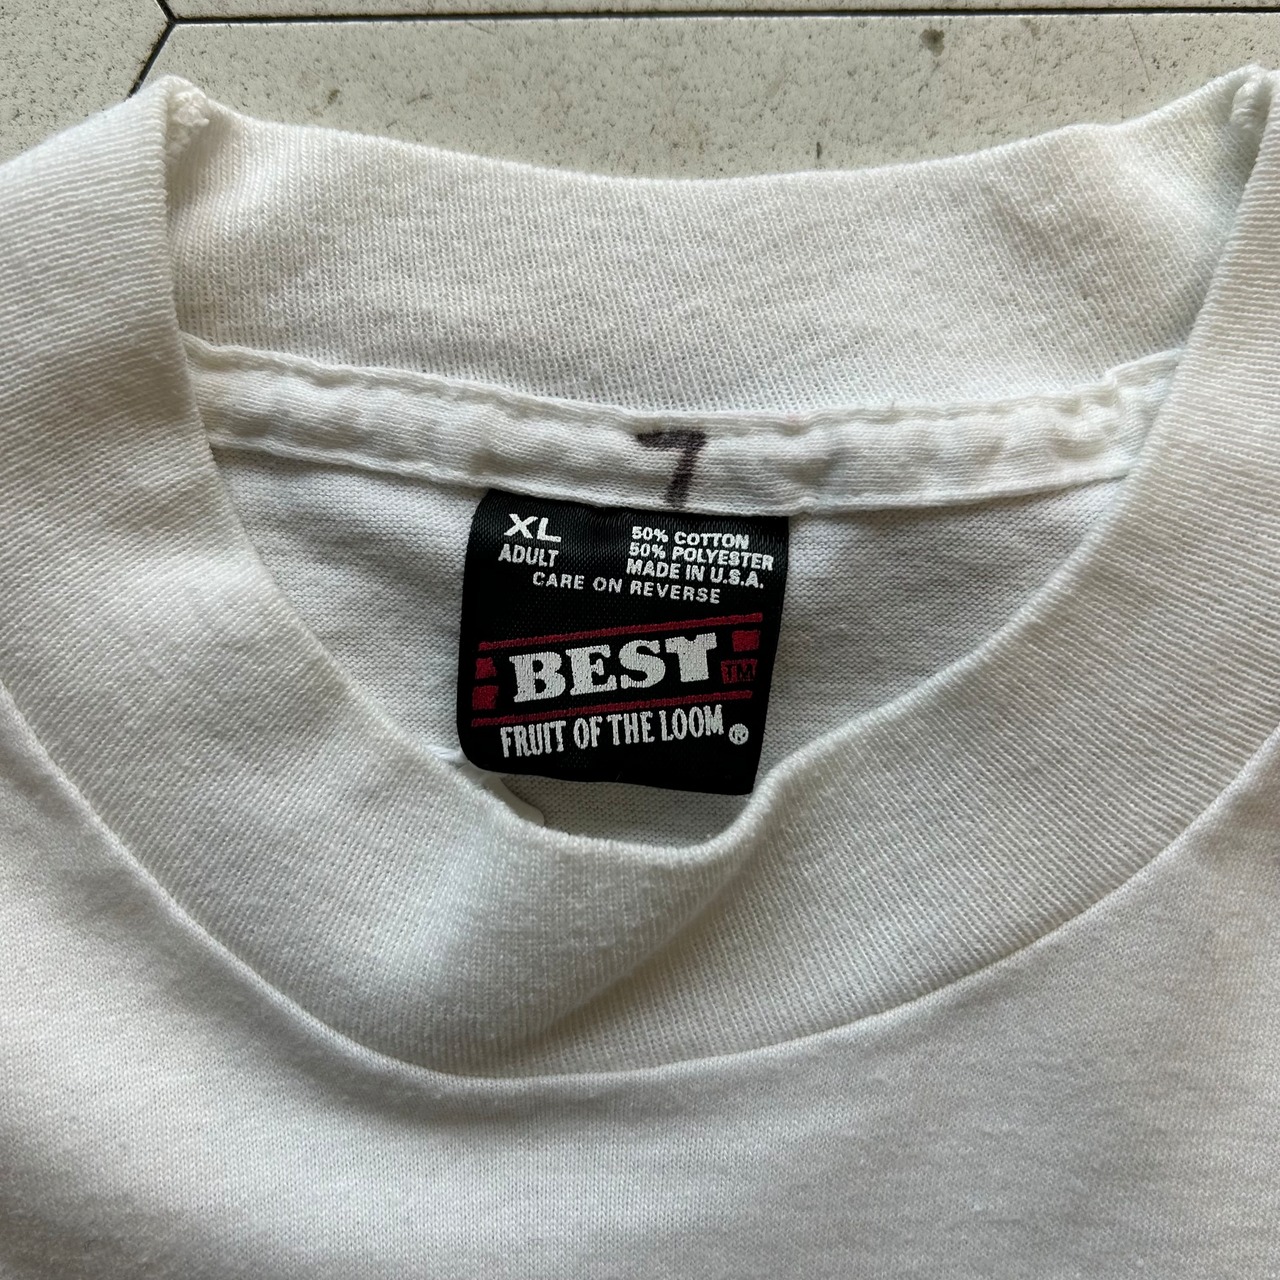 7
XL
ADULT
50% COTTON
50% POLYESTER
MADE IN U.S.A.
CARE ON REVERSE
BEST TM
FRUIT OF THE LOOM ®